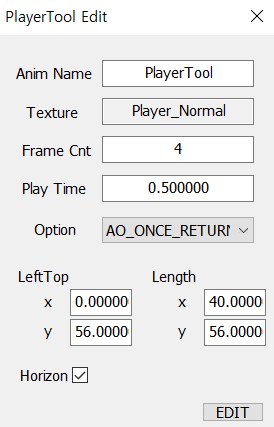 PlayerTool Edit
Anim Name PlayerTool
Texture Player_Normal
Frame Cnt 4
Play Time 0.500000
Option AO_ONCE_RETURN
LeftTop Length
x 0.00000 x 40.0000
y 56.0000 y 56.0000
Horizon
EDIT